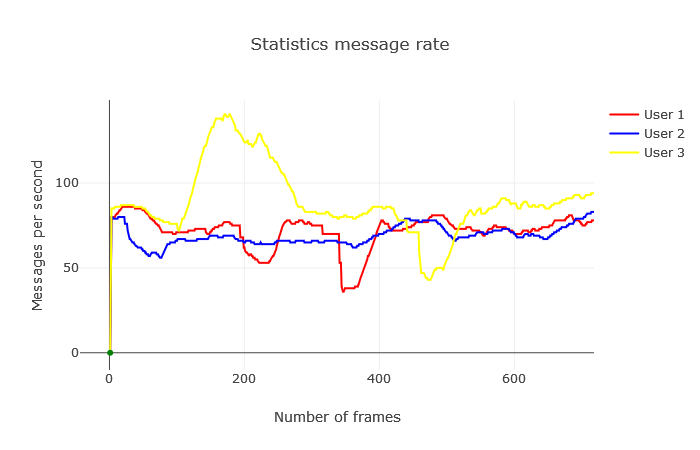 Statistics message rate
User 1
User 2
User 3
Messages per second
100
50
0
0 200 400 600
Number of frames